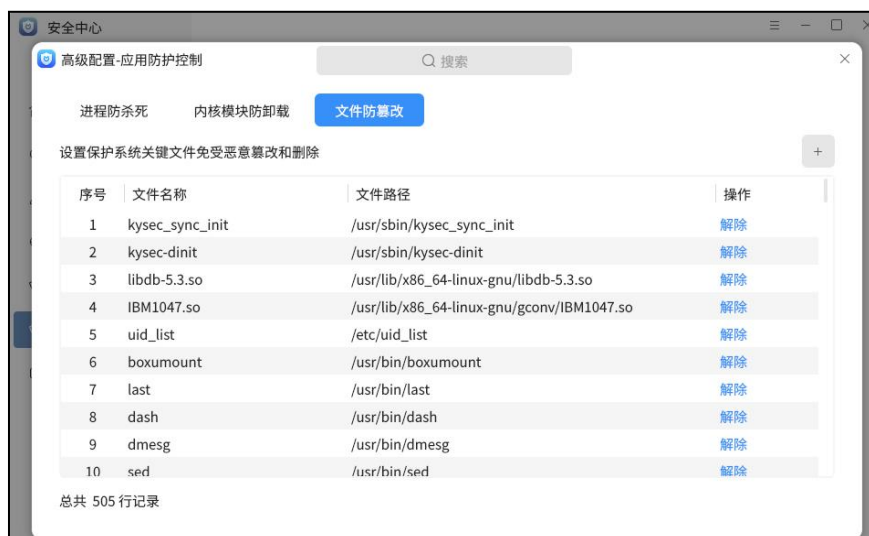 安全中心
高级配置-应用防护控制
搜索
进程防杀死 内核模块防卸载 文件防篡改
设置保护系统关键文件免受恶意篡改和删除
序号 文件名称 文件路径 操作
1 kysec_sync_init /usr/sbin/kysec_sync_init 解除
2 kysec-dinit /usr/sbin/kysec-dinit 解除
3 libdb-5.3.so /usr/lib/x86_64-linux-gnu/libdb-5.3.so 解除
4 IBM1047.so /usr/lib/x86_64-linux-gnu/gconv/IBM1047.so 解除
5 uid_list /etc/uid_list 解除
6 boxumount /usr/bin/boxumount 解除
7 last /usr/bin/last 解除
8 dash /usr/bin/dash 解除
9 dmesg /usr/bin/dmesg 解除
10 sed /usr/bin/sed 解除
总共 505 行记录